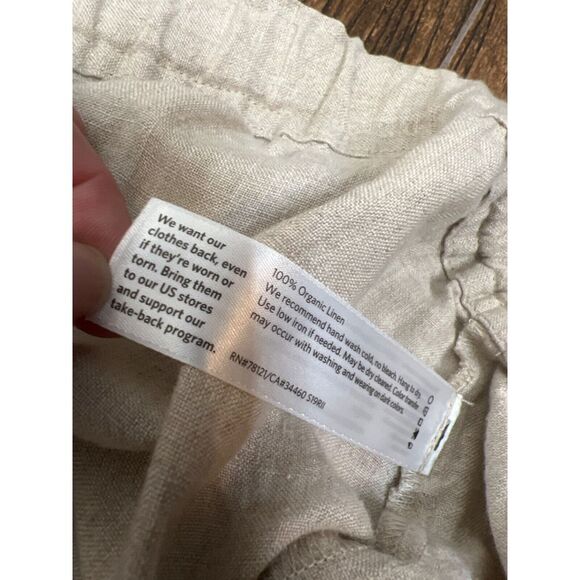 We want our
clothes back, even
if they're worn or
torn. Bring them
to our US stores
and support our
take-back program.
100% Organic Linen
We recommend hand wash cold, no bleach. Hang to dry.
Use low iron if needed. May be dry cleaned. Color transfer
may occur with washing and wearing on dark colors.
RN#78121/CA#34460 S19RII